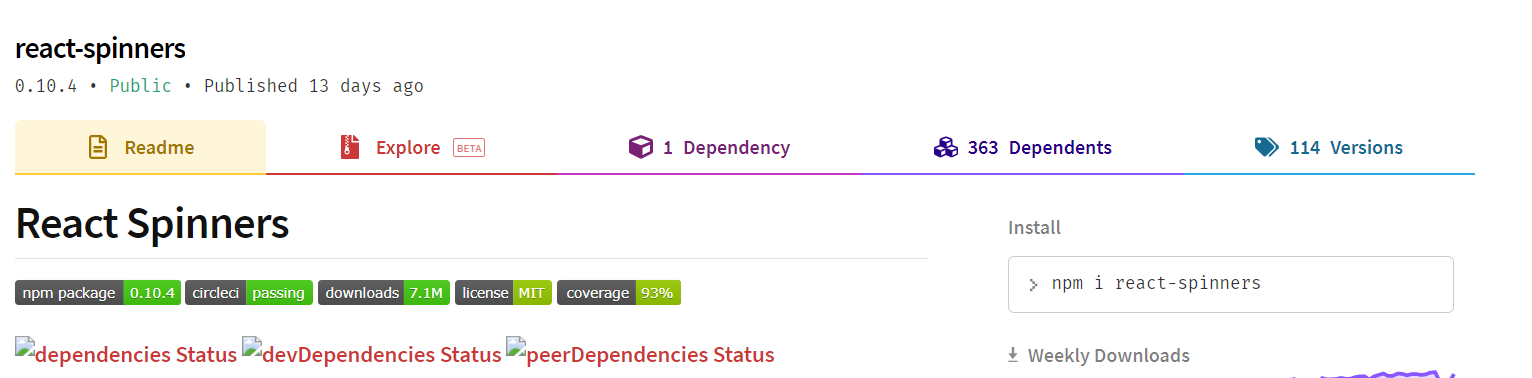 react-spinners
0.10.4 • Public • Published 13 days ago
Readme
Explore BETA
1 Dependency
363 Dependents
114 Versions
React Spinners
npm package 0.10.4 circleci passing downloads 7.1M license MIT coverage 93%
dependencies Status devDependencies Status peerDependencies Status
Install
npm i react-spinners
Weekly Downloads